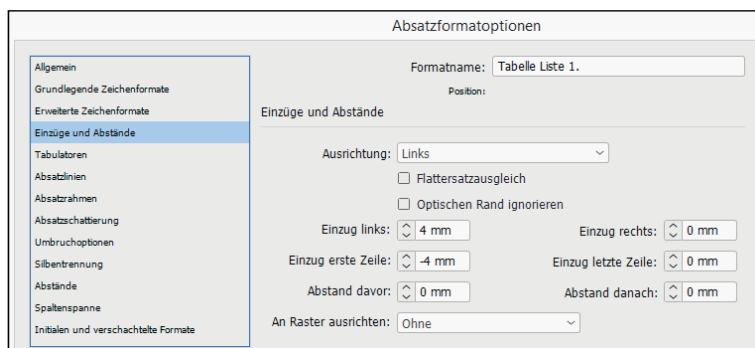 Absatzformatoptionen
Allgemein
Grundlegende Zeichenformate
Erweiterte Zeichenformate
Einzüge und Abstände
Tabulatoren
Absatzlinien
Absatzrahmen
Absatzschattierung
Umbruchoptionen
Silbentrennung
Abstände
Spaltenspanne
Initialen und verschachtelte Formate
Formatname: Tabelle Liste 1.
Position:
Einzüge und Abstände
Ausrichtung: Links
Flattersatzausgleich
Optischen Rand ignorieren
Einzug links: 4 mm Einzug rechts: 0 mm
Einzug erste Zeile: -4 mm Einzug letzte Zeile: 0 mm
Abstand davor: 0 mm Abstand danach: 0 mm
An Raster ausrichten: Ohne